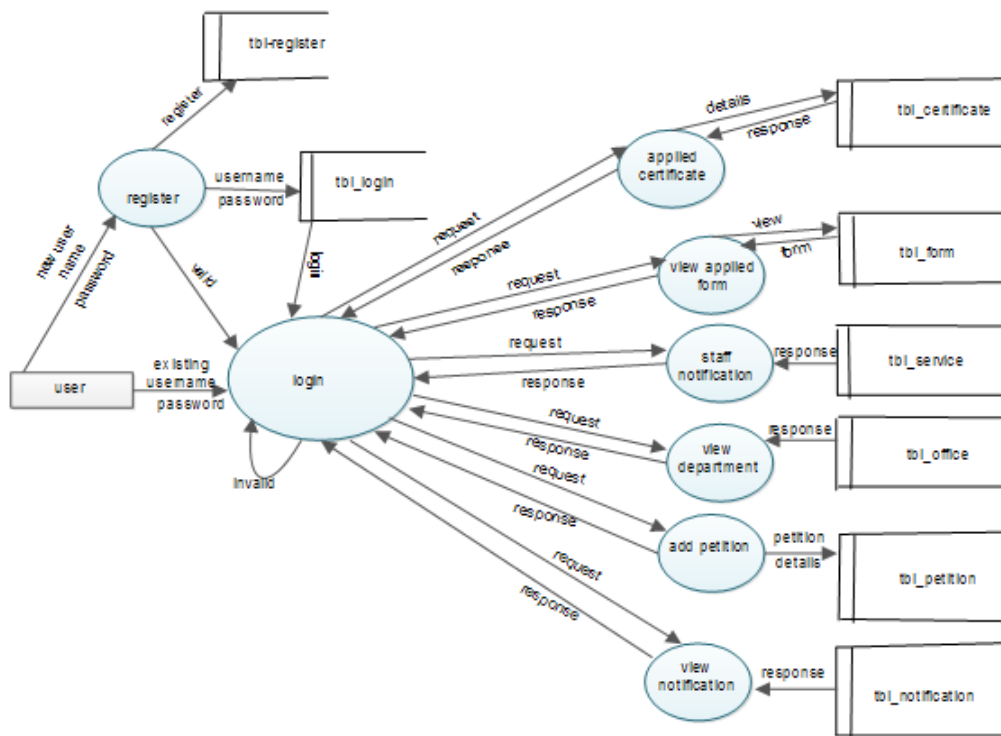 tbl-register
register
tbl_certificate
details
response
applied
certificate
register
username
password
tbl_login
request
response
login
new user
name
password
valid
view
form
tbl_form
view applied
form
request
response
user
existing
username
password
login
request
response
staff
notification
response
tbl_service
request
response
view
department
response
tbl_office
invalid
request
response
add petition
petition
details
tbl_petition
request
response
view
notification
response
tbl_notification